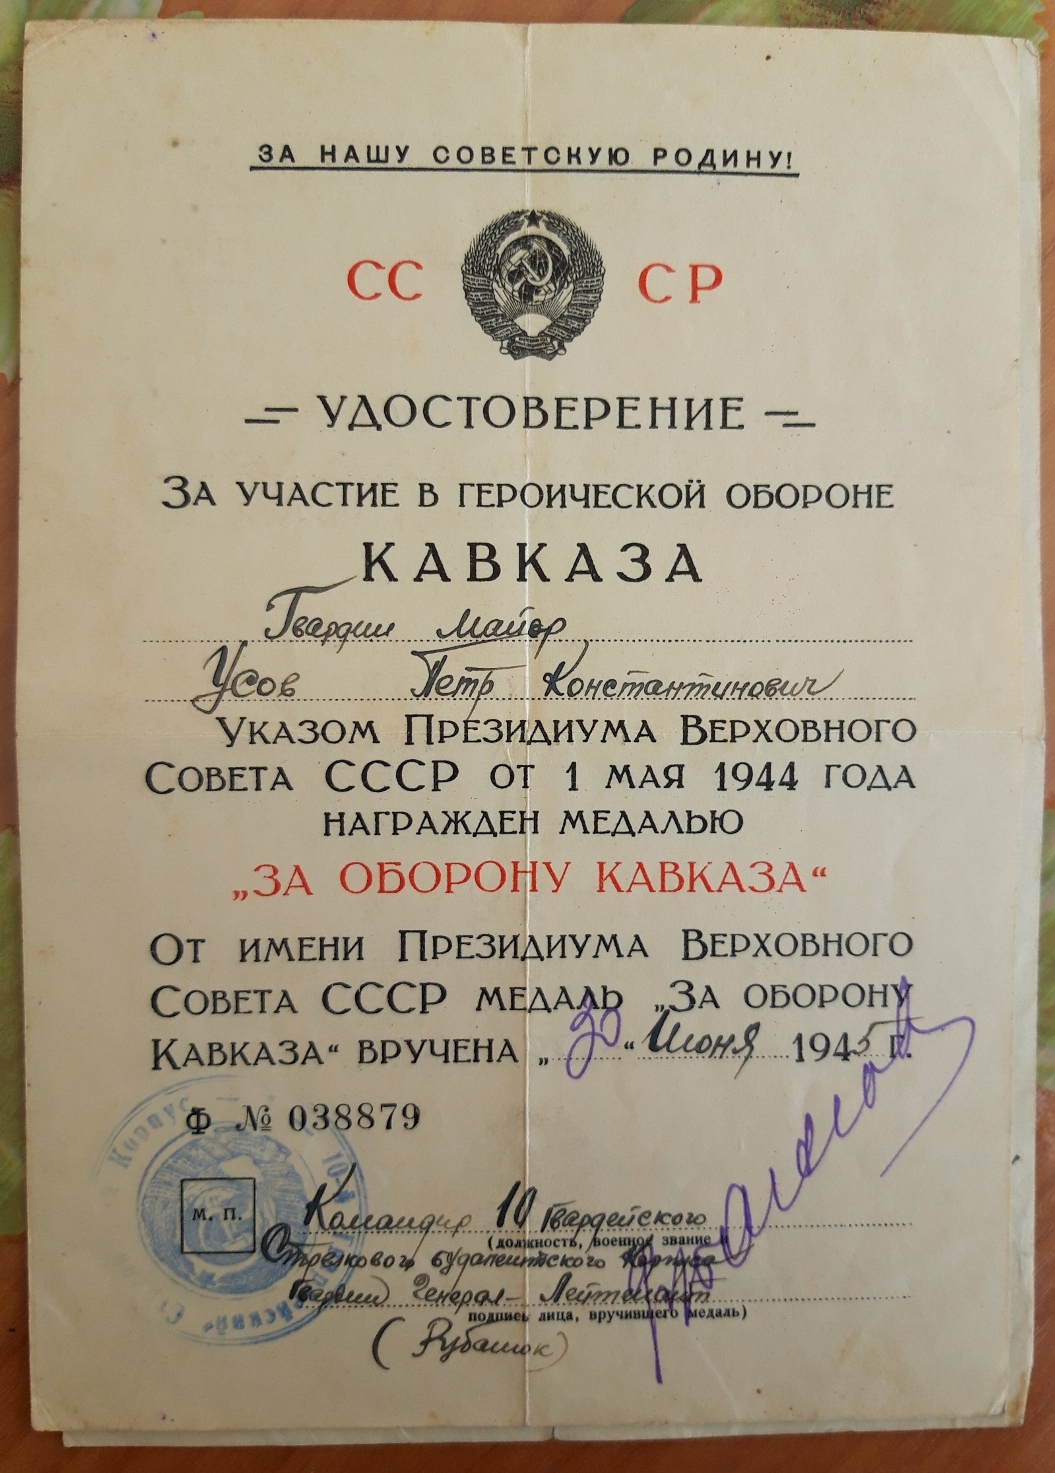 ЗА НАШУ СОВЕТСКУЮ РОДИНУ!
СС СР
УДОСТОВЕРЕНИЕ
ЗА УЧАСТИЕ В ГЕРОИЧЕСКОЙ ОБОРОНЕ
КАВКАЗА
Гвардии Майор
Усов Петр Константинович
УКАЗОМ ПРЕЗИДИУМА ВЕРХОВНОГО
СОВЕТА СССР ОТ 1 МАЯ 1944 ГОДА
НАГРАЖДЕН МЕДАЛЬЮ
„ЗА ОБОРОНУ КАВКАЗА“
ОТ ИМЕНИ ПРЕЗИДИУМА ВЕРХОВНОГО
СОВЕТА СССР МЕДАЛЬ „ЗА ОБОРОНУ
КАВКАЗА“ ВРУЧЕНА „30“ Июня 1945 г.
Ф № 038879
Корпус
М. П.
Командир 10 Гвардейского
(должность, военное звание и
Стрелкового будапештского Корпуса
Гвардии Генерал-Лейтенант
подпись лица, вручившего медаль)
(Рубанюк)